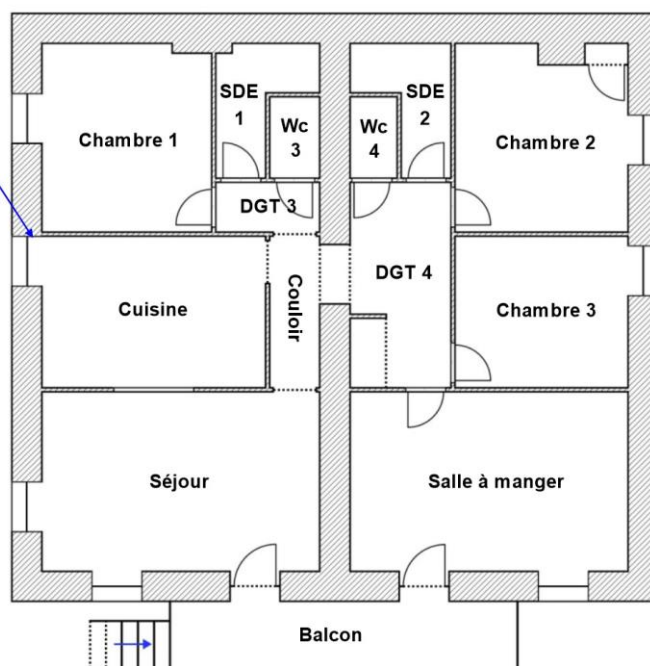 SDE
1
SDE
2
Chambre 1
Wc
3
Wc
4
Chambre 2
DGT 3
DGT 4
Cuisine
Couloir
Chambre 3
Séjour
Salle à manger
Balcon